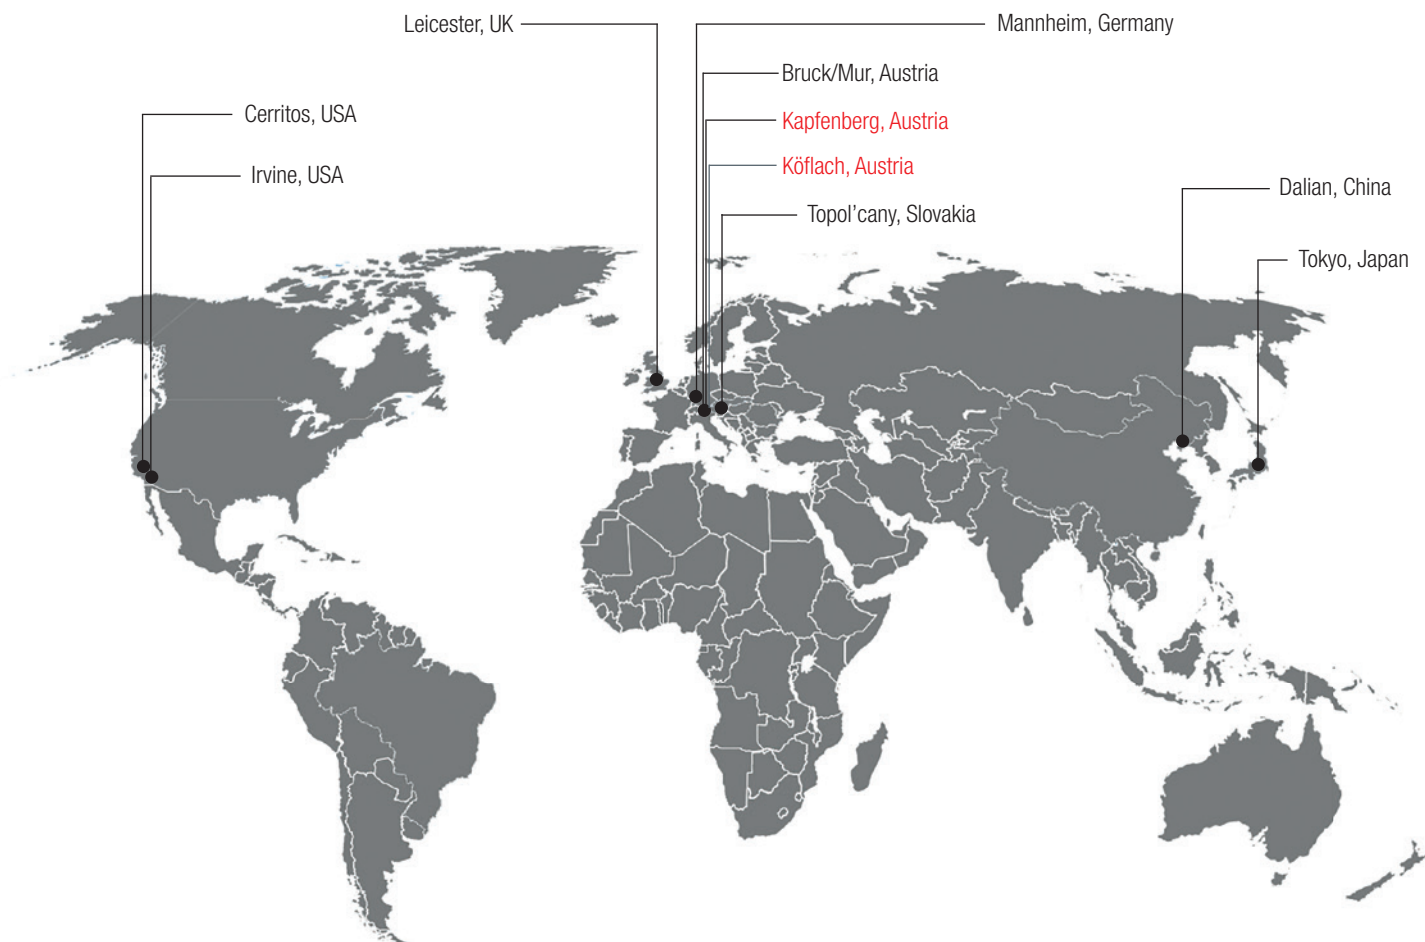 Leicester, UK
Mannheim, Germany
Bruck/Mur, Austria
Cerritos, USA
Kapfenberg, Austria
Köflach, Austria
Irvine, USA
Dalian, China
Topol’cany, Slovakia
Tokyo, Japan